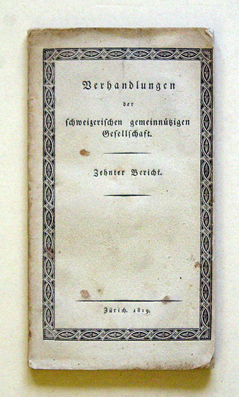 Verhandlungen
der
schweizerischen gemeinnützigen
Gesellschaft.
Zehnter Bericht.
Zürich, 1819.